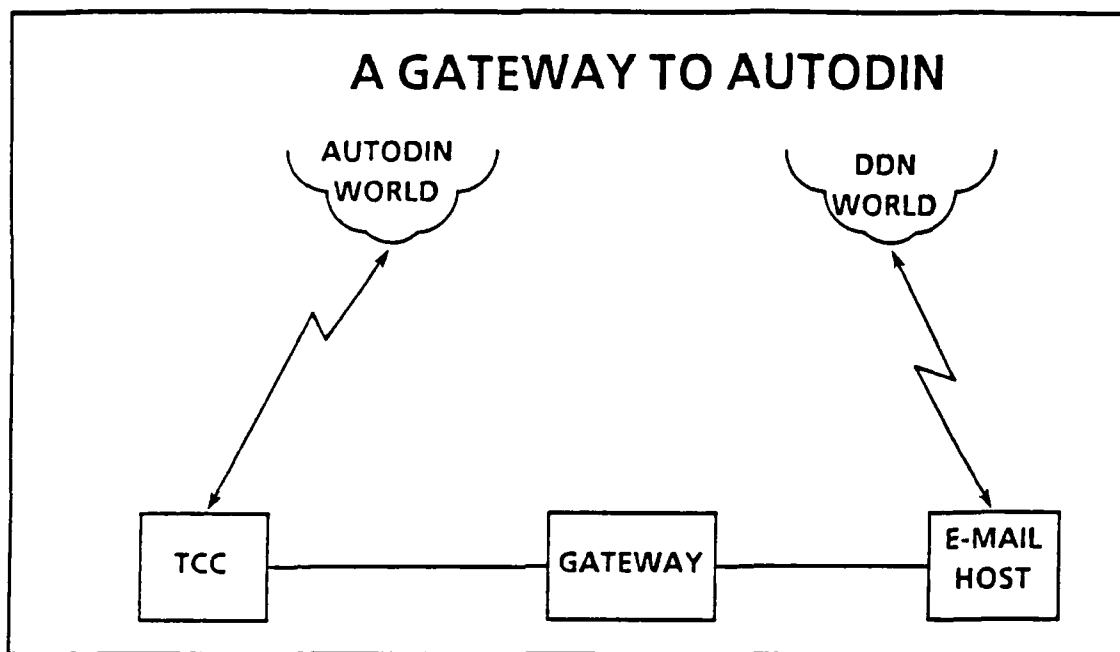 A GATEWAY TO AUTODIN
AUTODIN
WORLD
DDN
WORLD
TCC
GATEWAY
E-MAIL
HOST